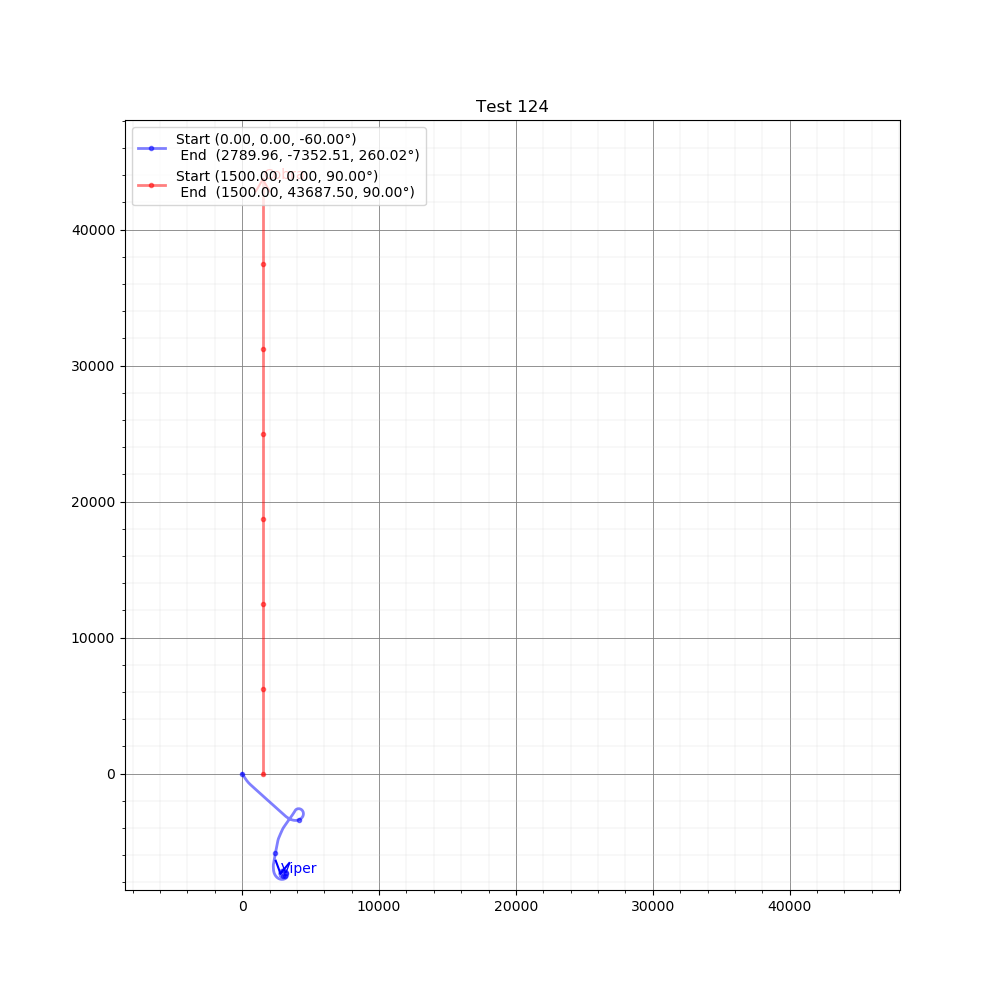 Test 124
Start (0.00, 0.00, -60.00°)
End (2789.96, -7352.51, 260.02°)
Start (1500.00, 0.00, 90.00°)
End (1500.00, 43687.50, 90.00°)
40000
30000
20000
10000
0
Viper
0
10000
20000
30000
40000